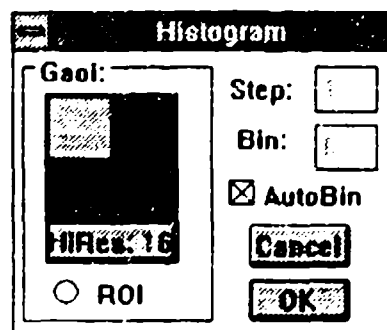 Histogram
Gaoi:
Step:
Bin:
AutoBin
HiRes: 16
Cancel
ROI
OK